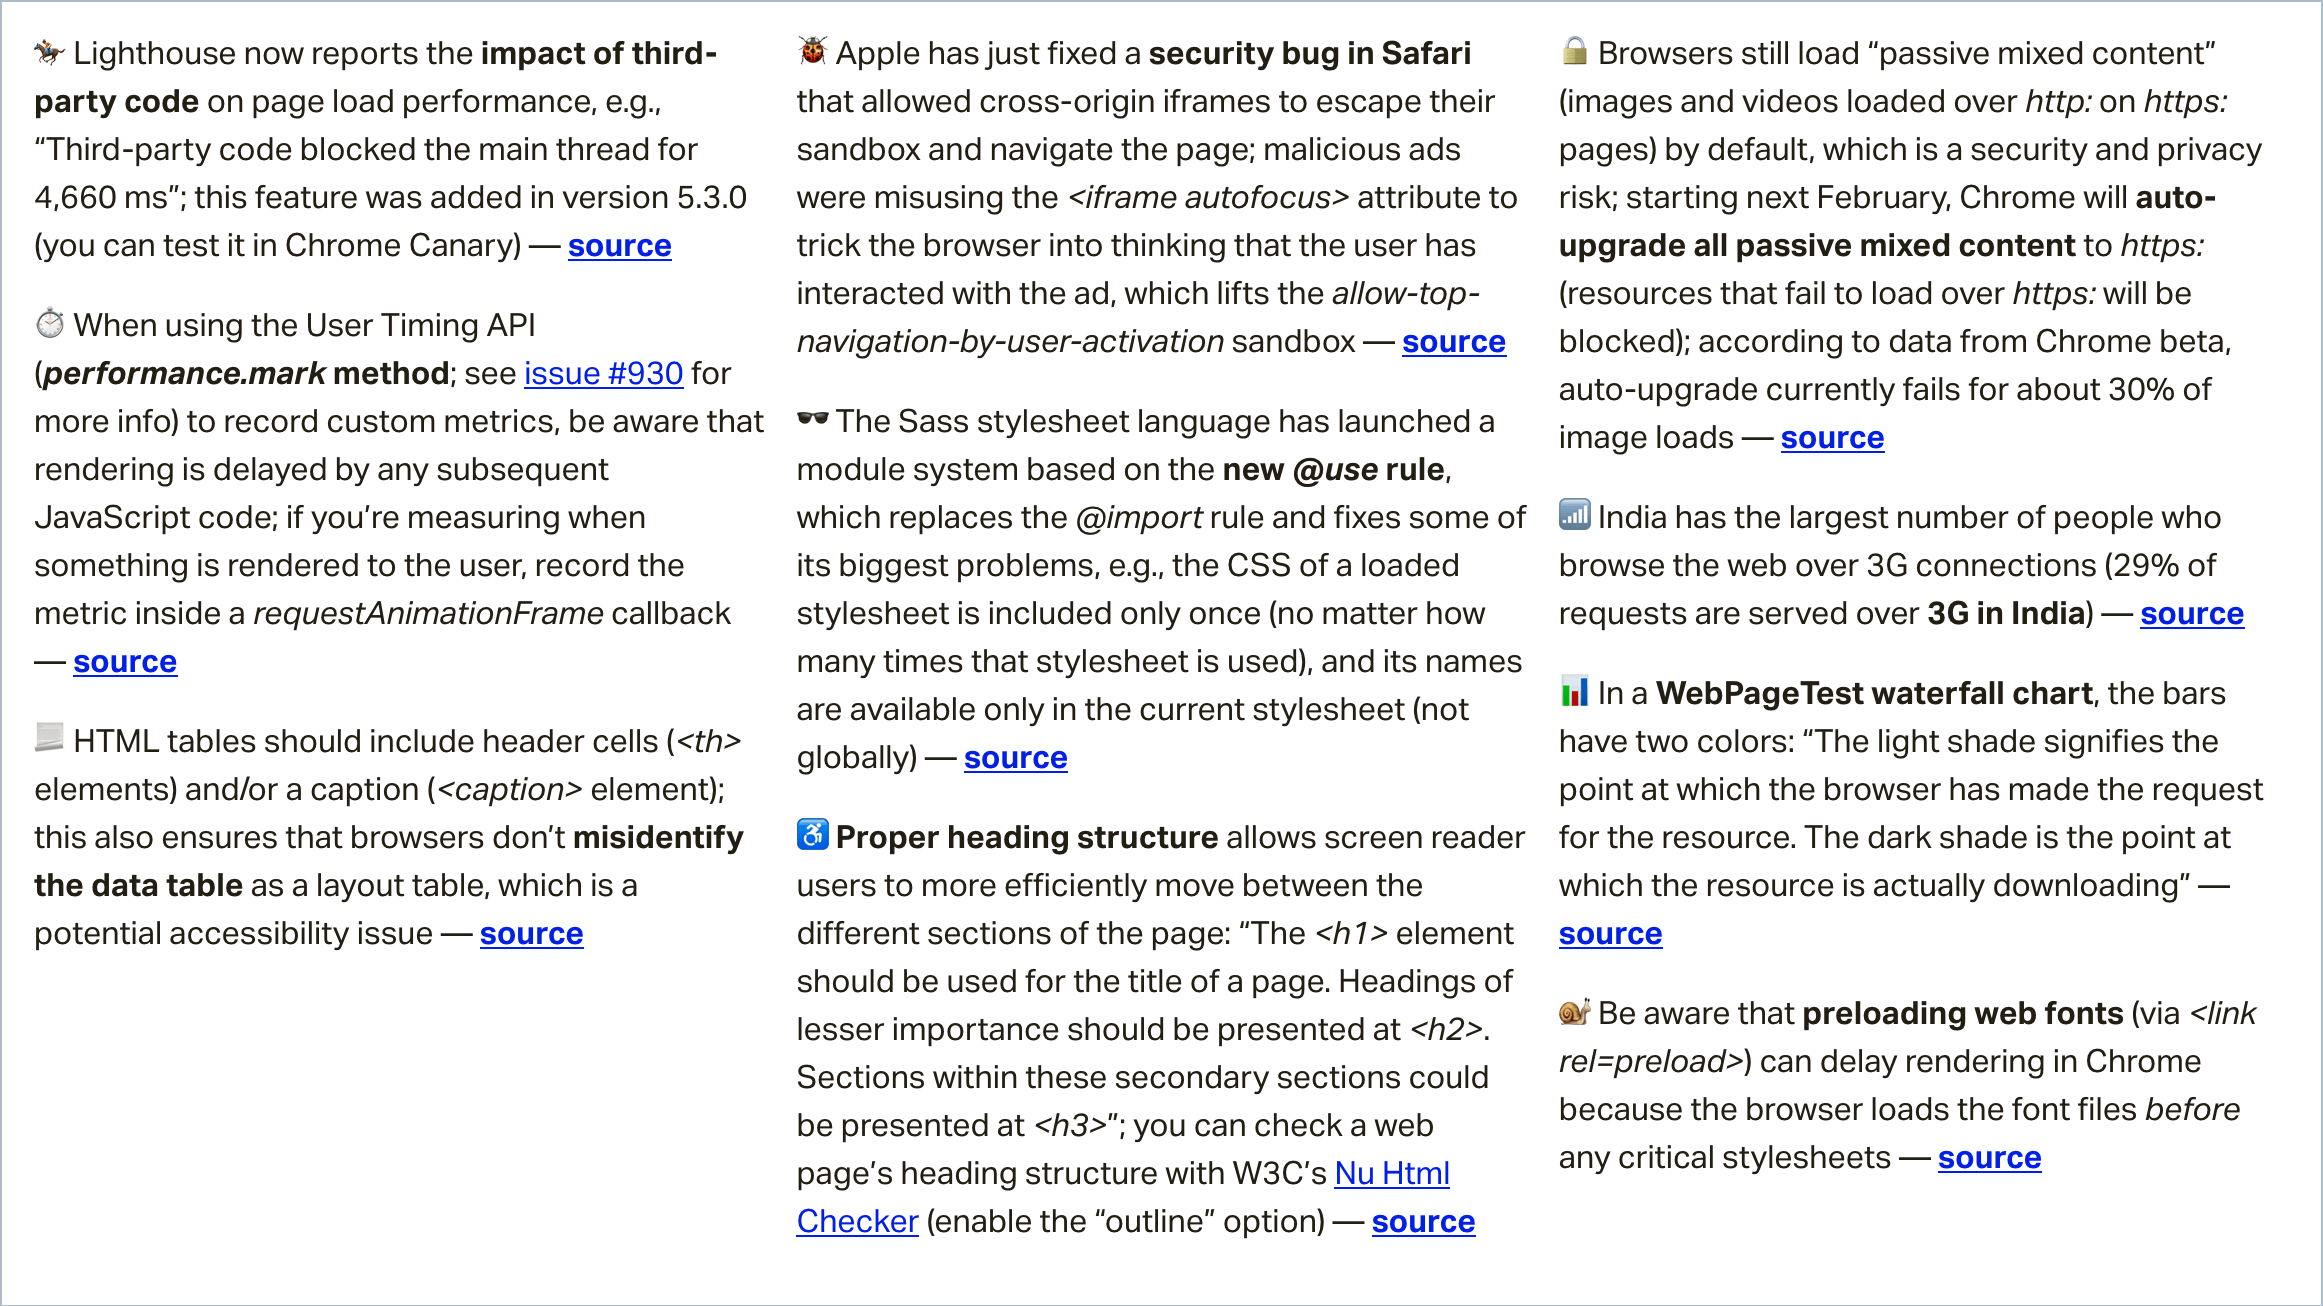 🏇 Lighthouse now reports the impact of third-
party code on page load performance, e.g.,
“Third-party code blocked the main thread for
4,660 ms”; this feature was added in version 5.3.0
(you can test it in Chrome Canary) — source
⏱ When using the User Timing API
(performance.mark method; see issue #930 for
more info) to record custom metrics, be aware that
rendering is delayed by any subsequent
JavaScript code; if you’re measuring when
something is rendered to the user, record the
metric inside a requestAnimationFrame callback
— source
📃 HTML tables should include header cells (<th>
elements) and/or a caption (<caption> element);
this also ensures that browsers don’t misidentify
the data table as a layout table, which is a
potential accessibility issue — source
🐞 Apple has just fixed a security bug in Safari
that allowed cross-origin iframes to escape their
sandbox and navigate the page; malicious ads
were misusing the <iframe autofocus> attribute to
trick the browser into thinking that the user has
interacted with the ad, which lifts the allow-top-
navigation-by-user-activation sandbox — source
🕶 The Sass stylesheet language has launched a
module system based on the new @use rule,
which replaces the @import rule and fixes some of
its biggest problems, e.g., the CSS of a loaded
stylesheet is included only once (no matter how
many times that stylesheet is used), and its names
are available only in the current stylesheet (not
globally) — source
♿ Proper heading structure allows screen reader
users to more efficiently move between the
different sections of the page: “The <h1> element
should be used for the title of a page. Headings of
lesser importance should be presented at <h2>.
Sections within these secondary sections could
be presented at <h3>”; you can check a web
page’s heading structure with W3C’s Nu Html
Checker (enable the “outline” option) — source
🔒 Browsers still load “passive mixed content”
(images and videos loaded over http: on https:
pages) by default, which is a security and privacy
risk; starting next February, Chrome will auto-
upgrade all passive mixed content to https:
(resources that fail to load over https: will be
blocked); according to data from Chrome beta,
auto-upgrade currently fails for about 30% of
image loads — source
📶 India has the largest number of people who
browse the web over 3G connections (29% of
requests are served over 3G in India) — source
📊 In a WebPageTest waterfall chart, the bars
have two colors: “The light shade signifies the
point at which the browser has made the request
for the resource. The dark shade is the point at
which the resource is actually downloading” —
source
🐌 Be aware that preloading web fonts (via <link
rel=preload>) can delay rendering in Chrome
because the browser loads the font files before
any critical stylesheets — source